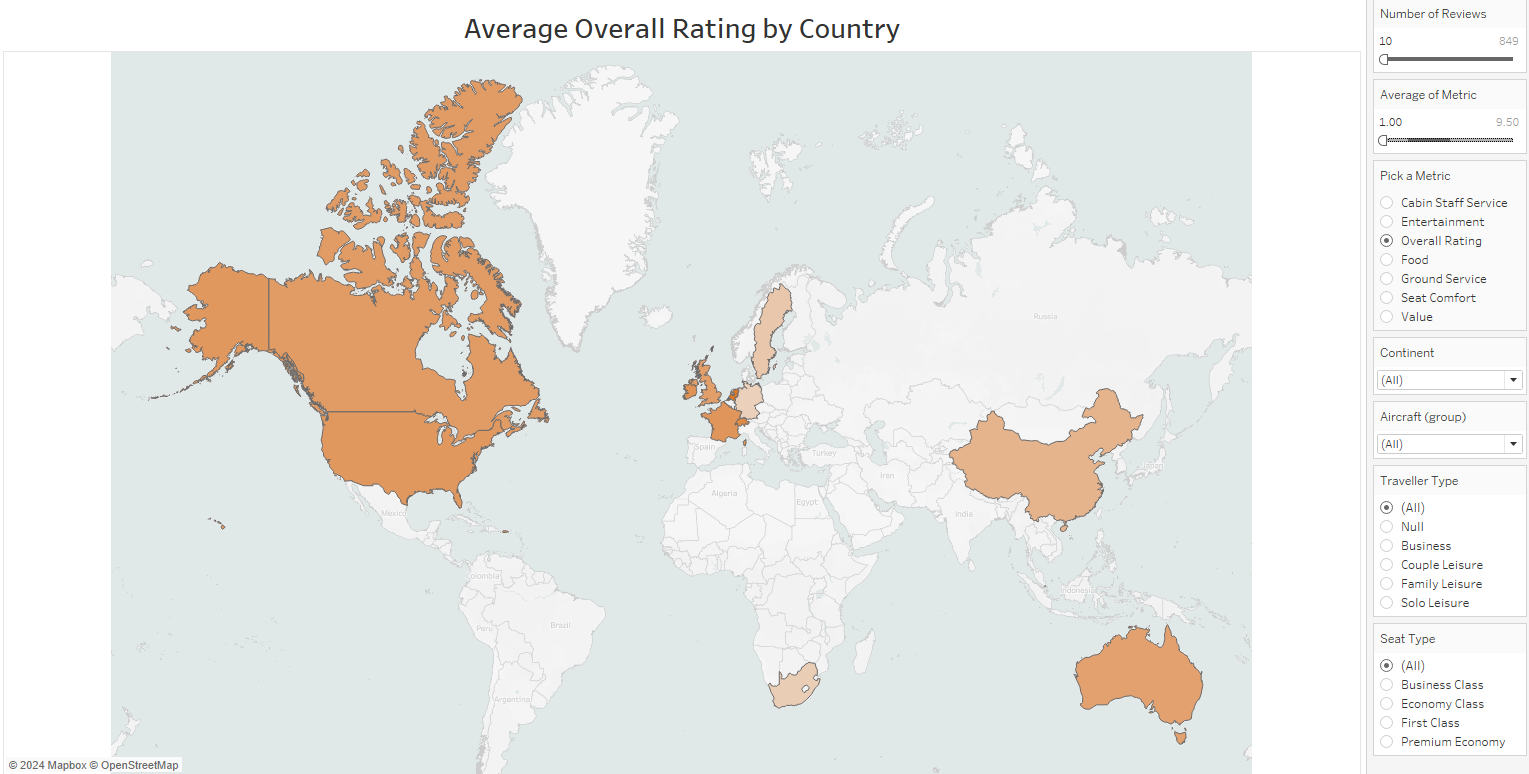 Average Overall Rating by Country
Russia
Spain
Turkey
Japan
Iran
Algeria
Egypt
India
Mexico
Indonesia
Brazil
Peru
Argentina
© 2024 Mapbox © OpenStreetMap
Number of Reviews
10 849
Average of Metric
1.00 9.50
Pick a Metric
Cabin Staff Service
Entertainment
Overall Rating
Food
Ground Service
Seat Comfort
Value
Continent
(All)
Aircraft (group)
(All)
Traveller Type
(All)
Null
Business
Couple Leisure
Family Leisure
Solo Leisure
Seat Type
(All)
Business Class
Economy Class
First Class
Premium Economy